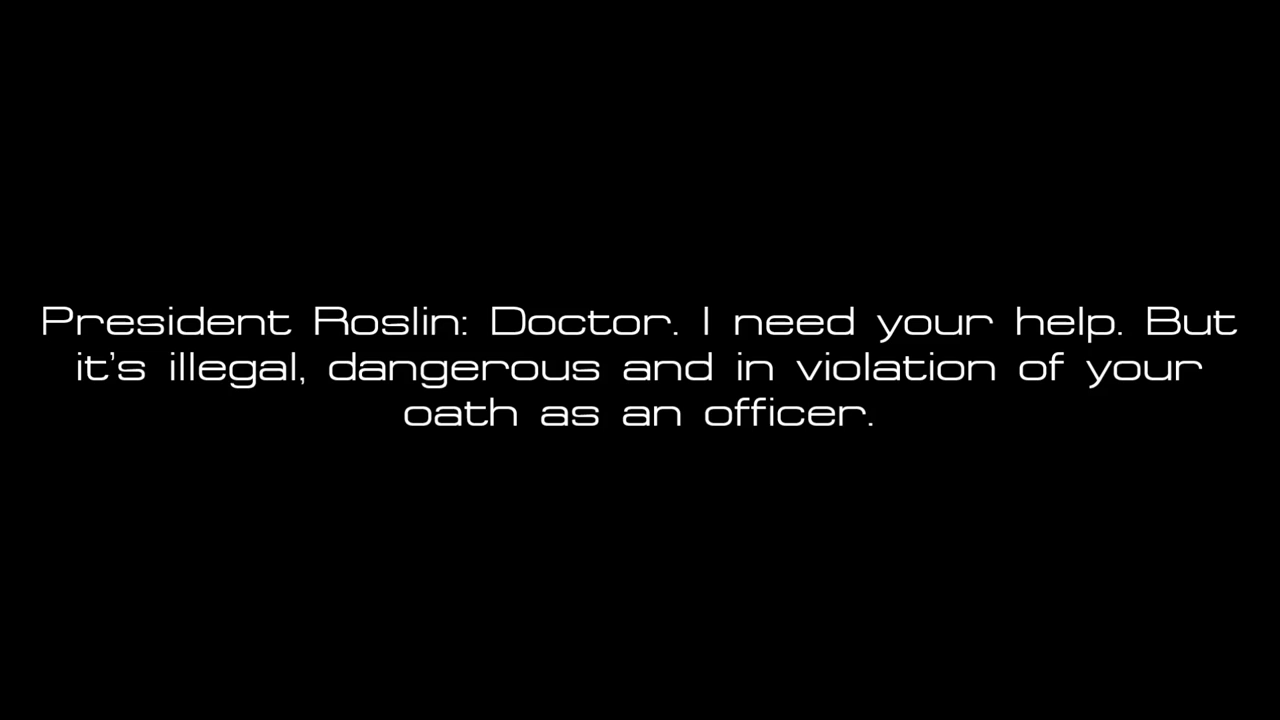 President Roslin: Doctor. I need your help. But
it's illegal, dangerous and in violation of your
oath as an officer.